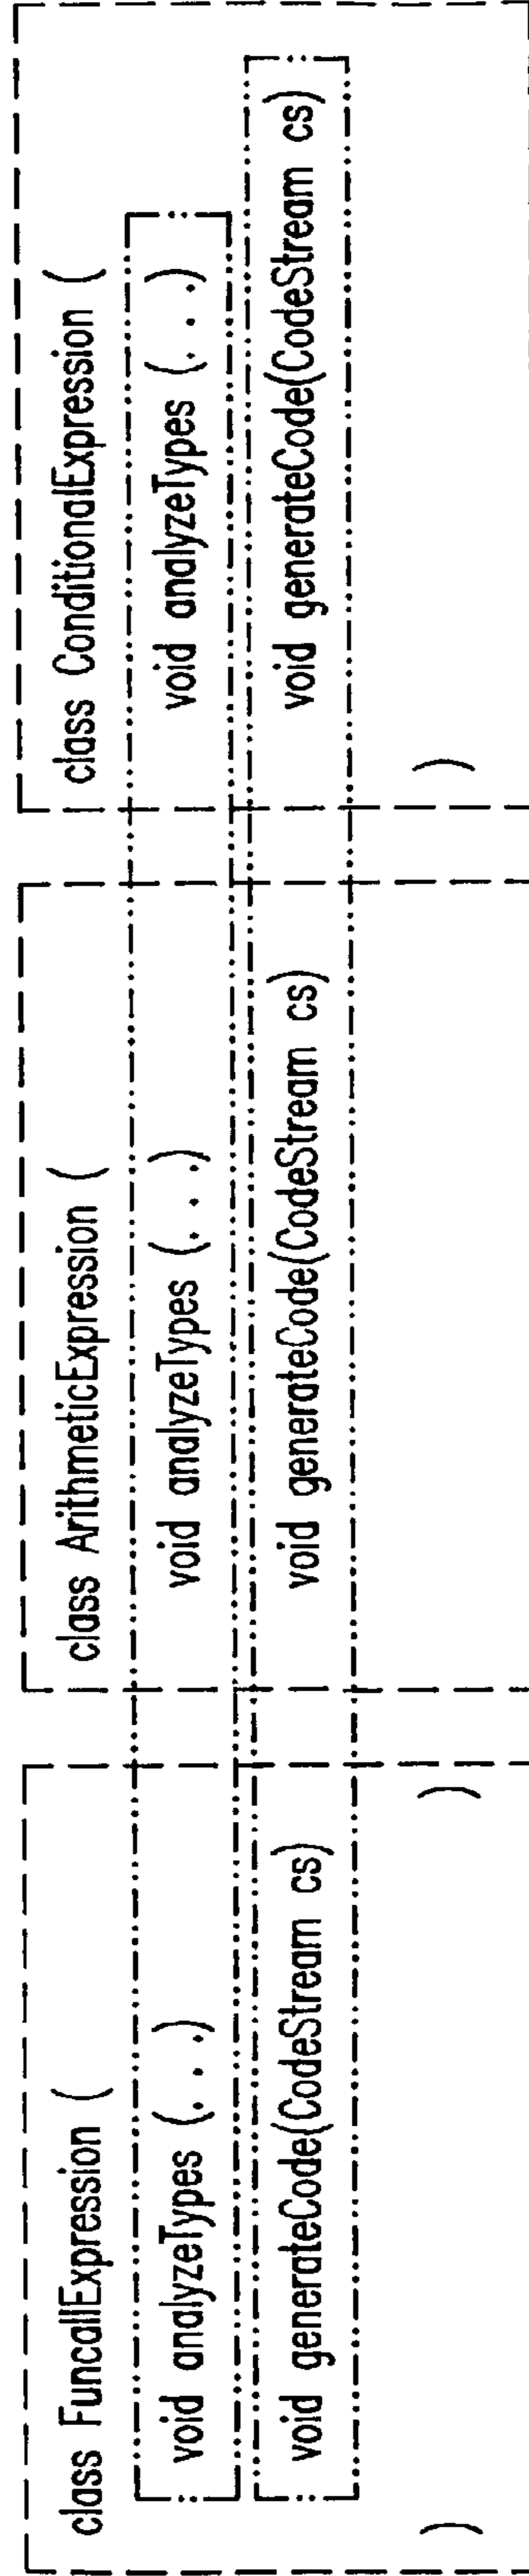 class FuncallExpression (
void analyzeTypes (. . .)
void generateCode(CodeStream cs)
)
class ArithmeticExpression (
void analyzeTypes (. . .)
void generateCode(CodeStream cs)
)
class ConditionalExpression (
void analyzeTypes (. . .)
void generateCode(CodeStream cs)
)